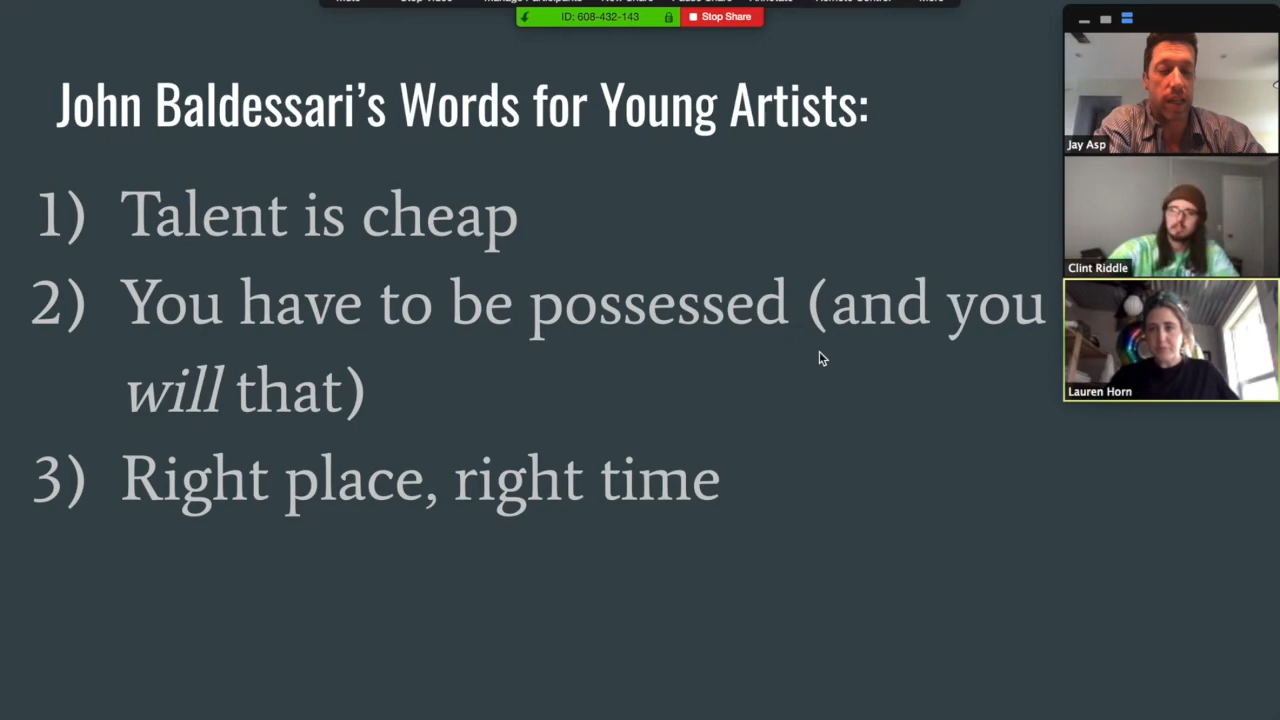 ID: 608-432-143
Stop Share
John Baldessari's Words for Young Artists:
1) Talent is cheap
2) You have to be possessed (and you
will that)
3) Right place, right time
Jay Asp
Clint Riddle
Lauren Horn